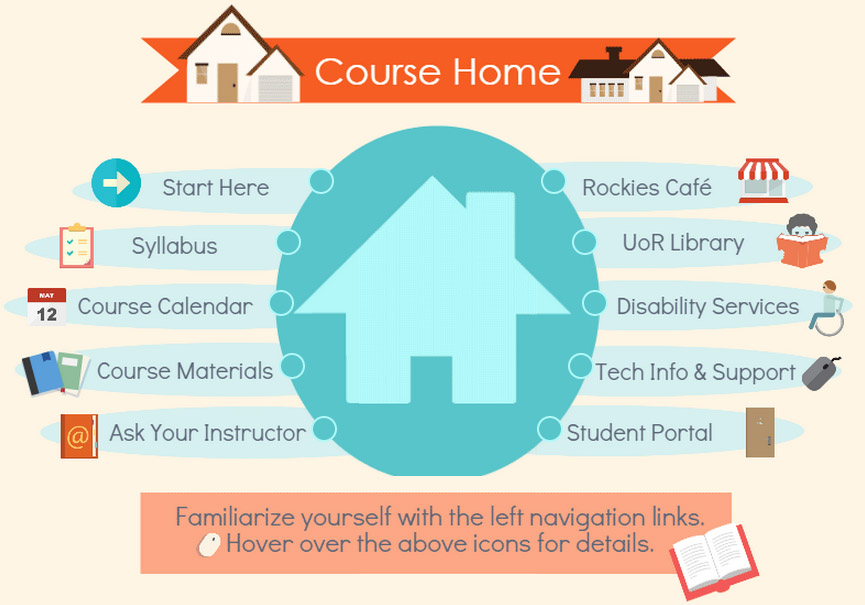 Course Home
Start Here
Syllabus
MAY
12
Course Calendar
Course Materials
@
Ask Your Instructor
Rockies Café
UoR Library
Disability Services
Tech Info & Support
Student Portal
Familiarize yourself with the left navigation links.
Hover over the above icons for details.